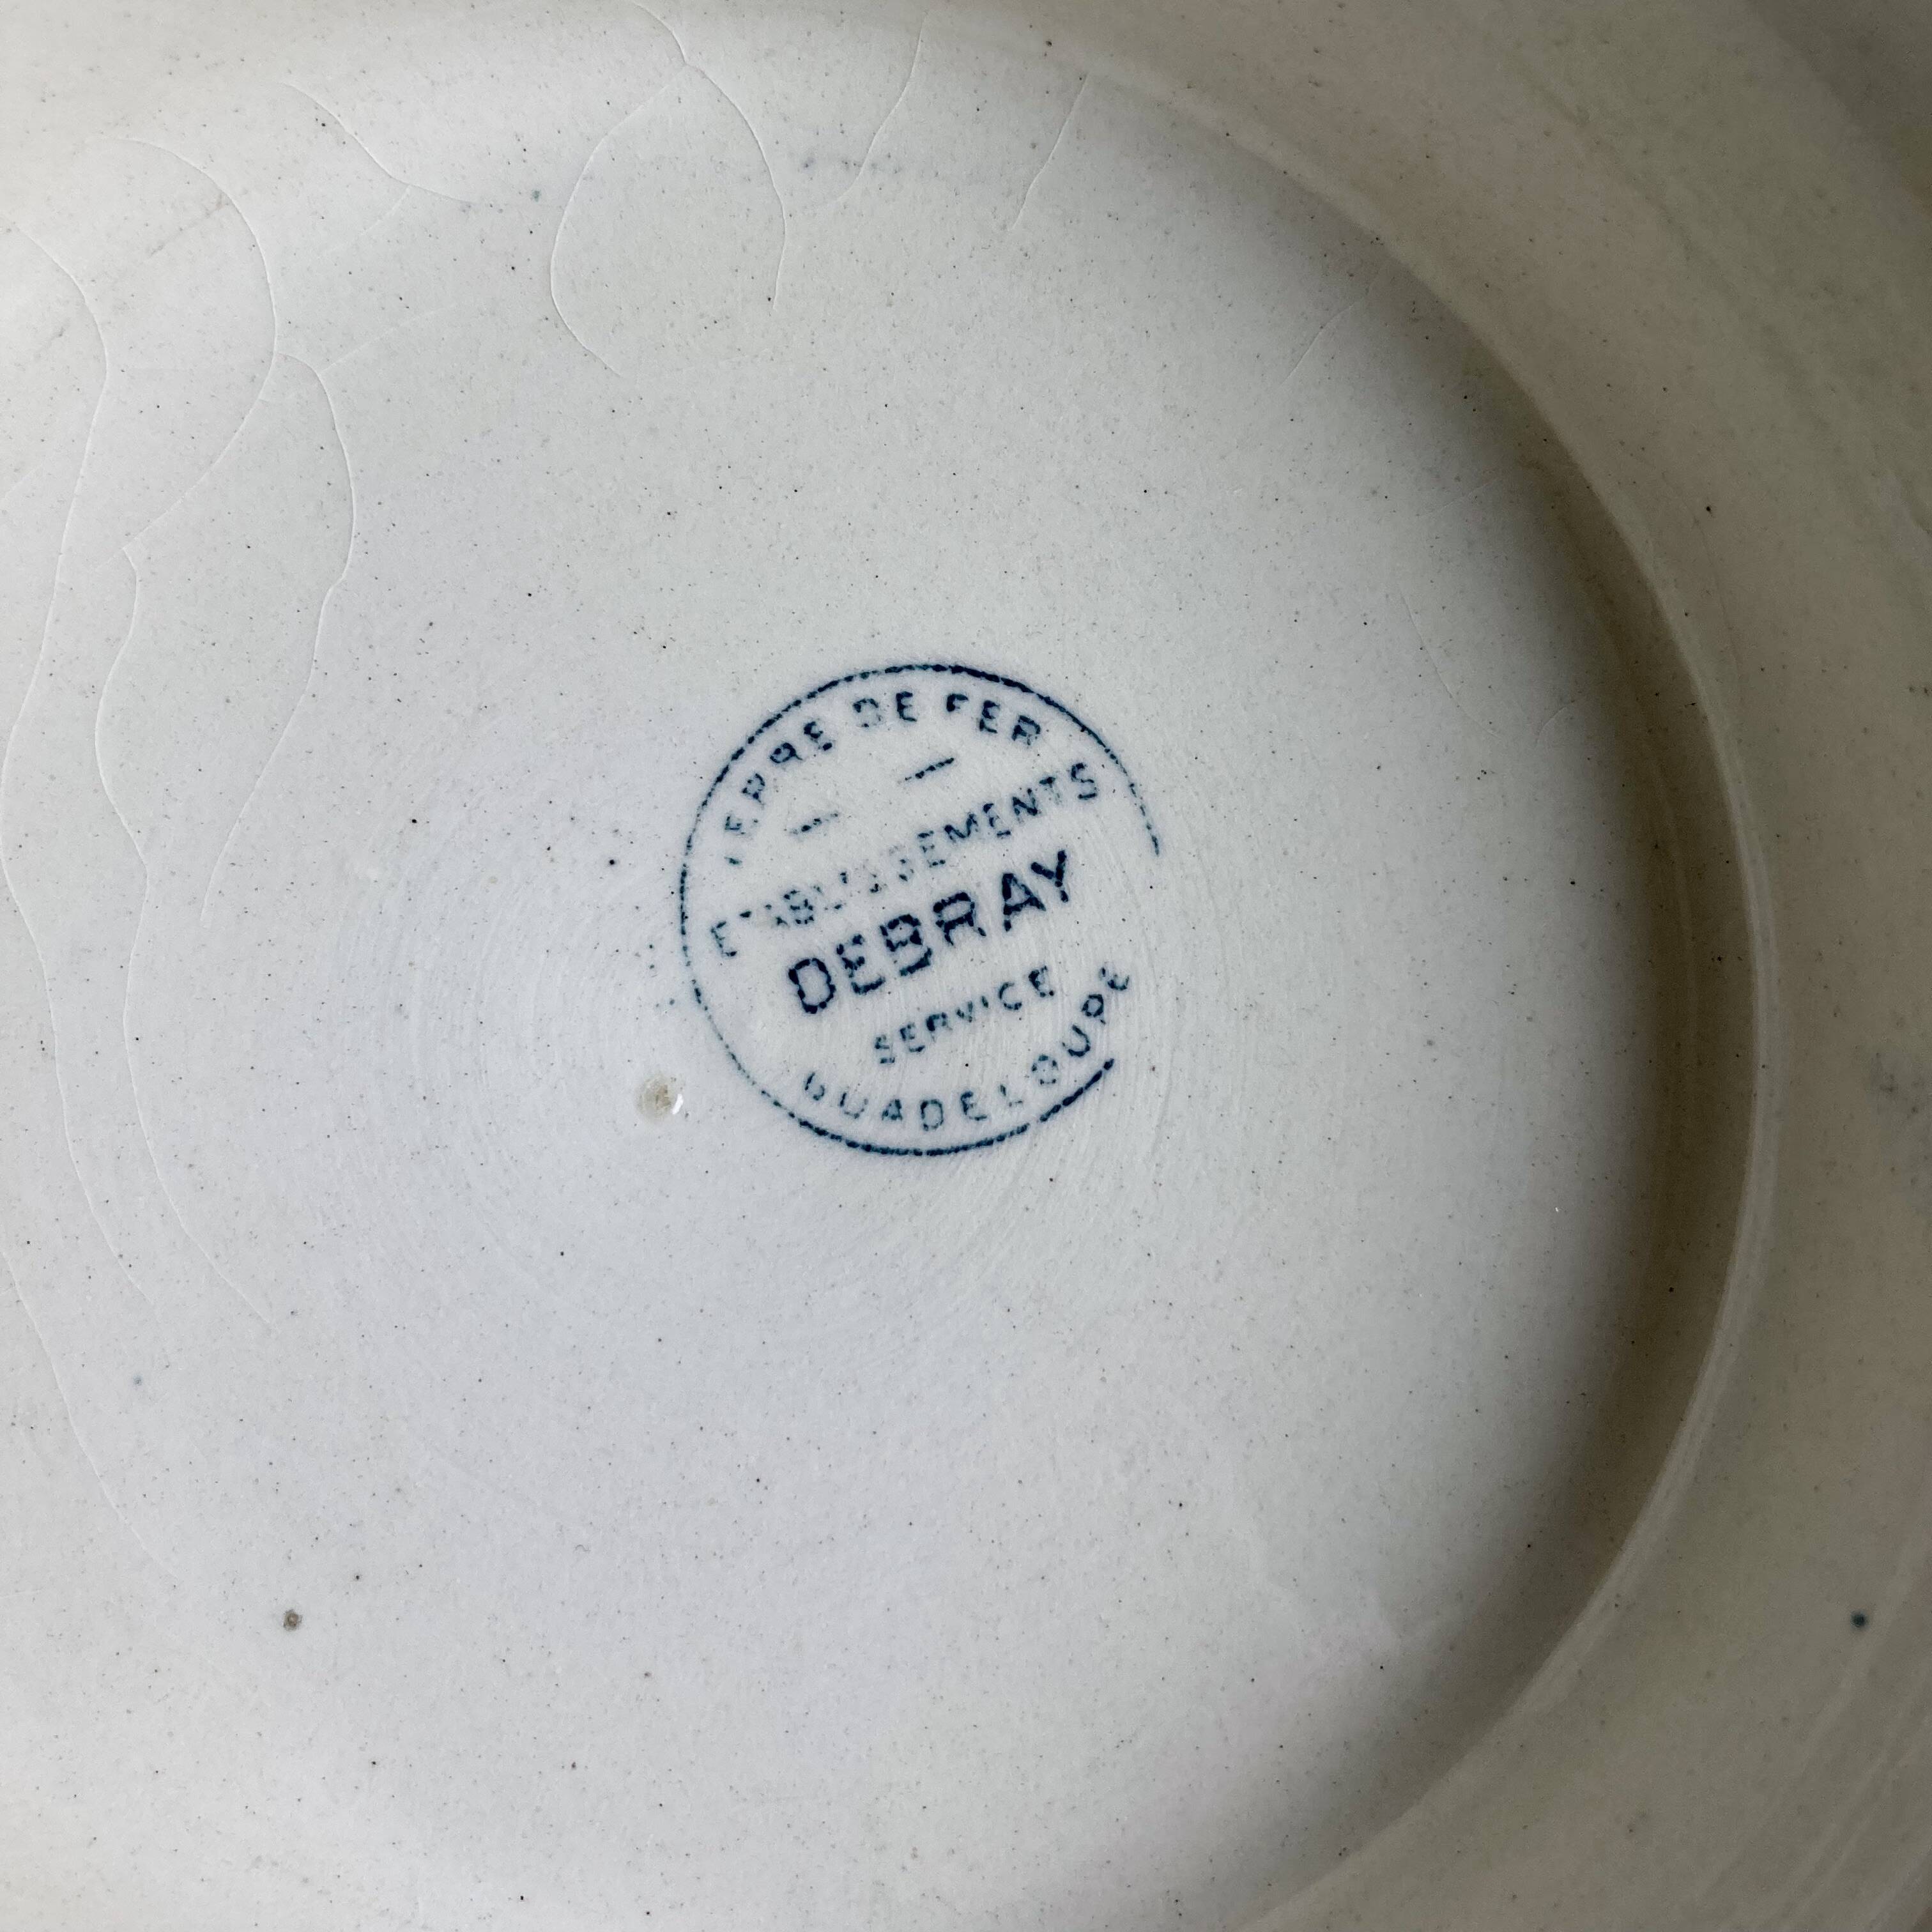 TERRE DE FER
ETABLISSEMENTS
DEBRAY
SERVICE
GUADELOUPE